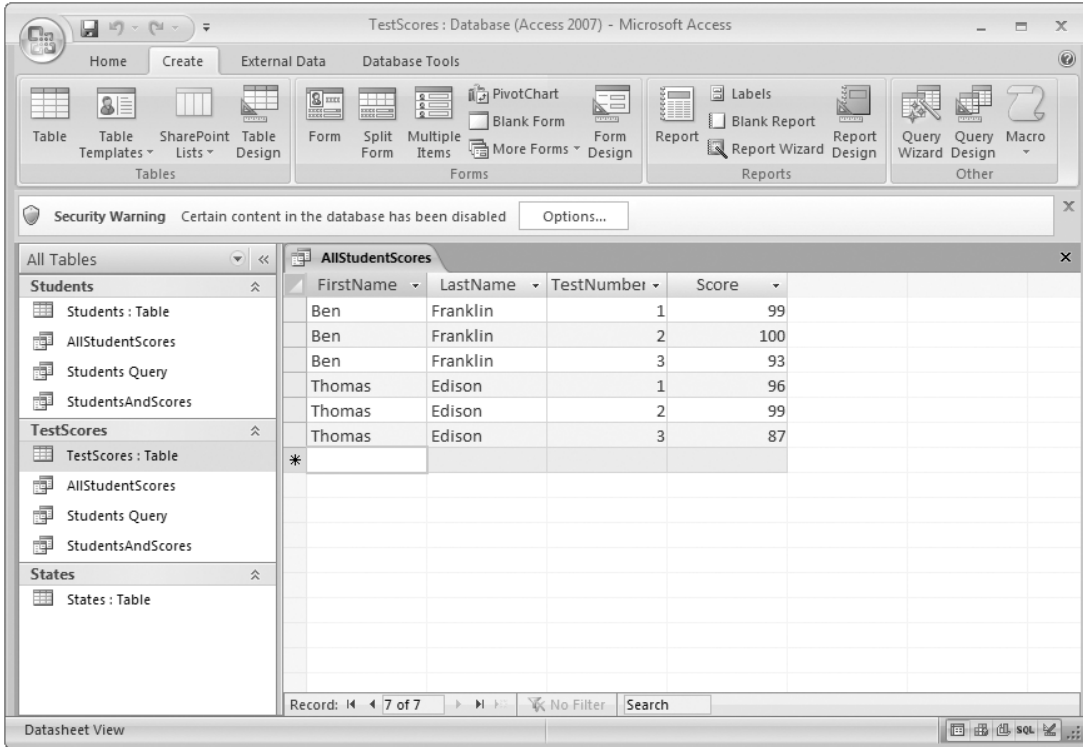 TestScores : Database (Access 2007) - Microsoft Access
Home Create External Data Database Tools
Table
Table Templates
SharePoint Lists
Table Design
Tables
Form
Split Form
Multiple Items
PivotChart
Blank Form
More Forms
Form Design
Forms
Report
Labels
Blank Report
Report Wizard
Report Design
Reports
Query Wizard
Query Design
Macro
Other
Security Warning Certain content in the database has been disabled Options...
All Tables
Students
Students : Table
AllStudentScores
Students Query
StudentsAndScores
TestScores
TestScores : Table
AllStudentScores
Students Query
StudentsAndScores
States
States : Table
AllStudentScores
FirstName LastName TestNumber Score
Ben Franklin 1 99
Ben Franklin 2 100
Ben Franklin 3 93
Thomas Edison 1 96
Thomas Edison 2 99
Thomas Edison 3 87
Record: 7 of 7 No Filter Search
Datasheet View SQL